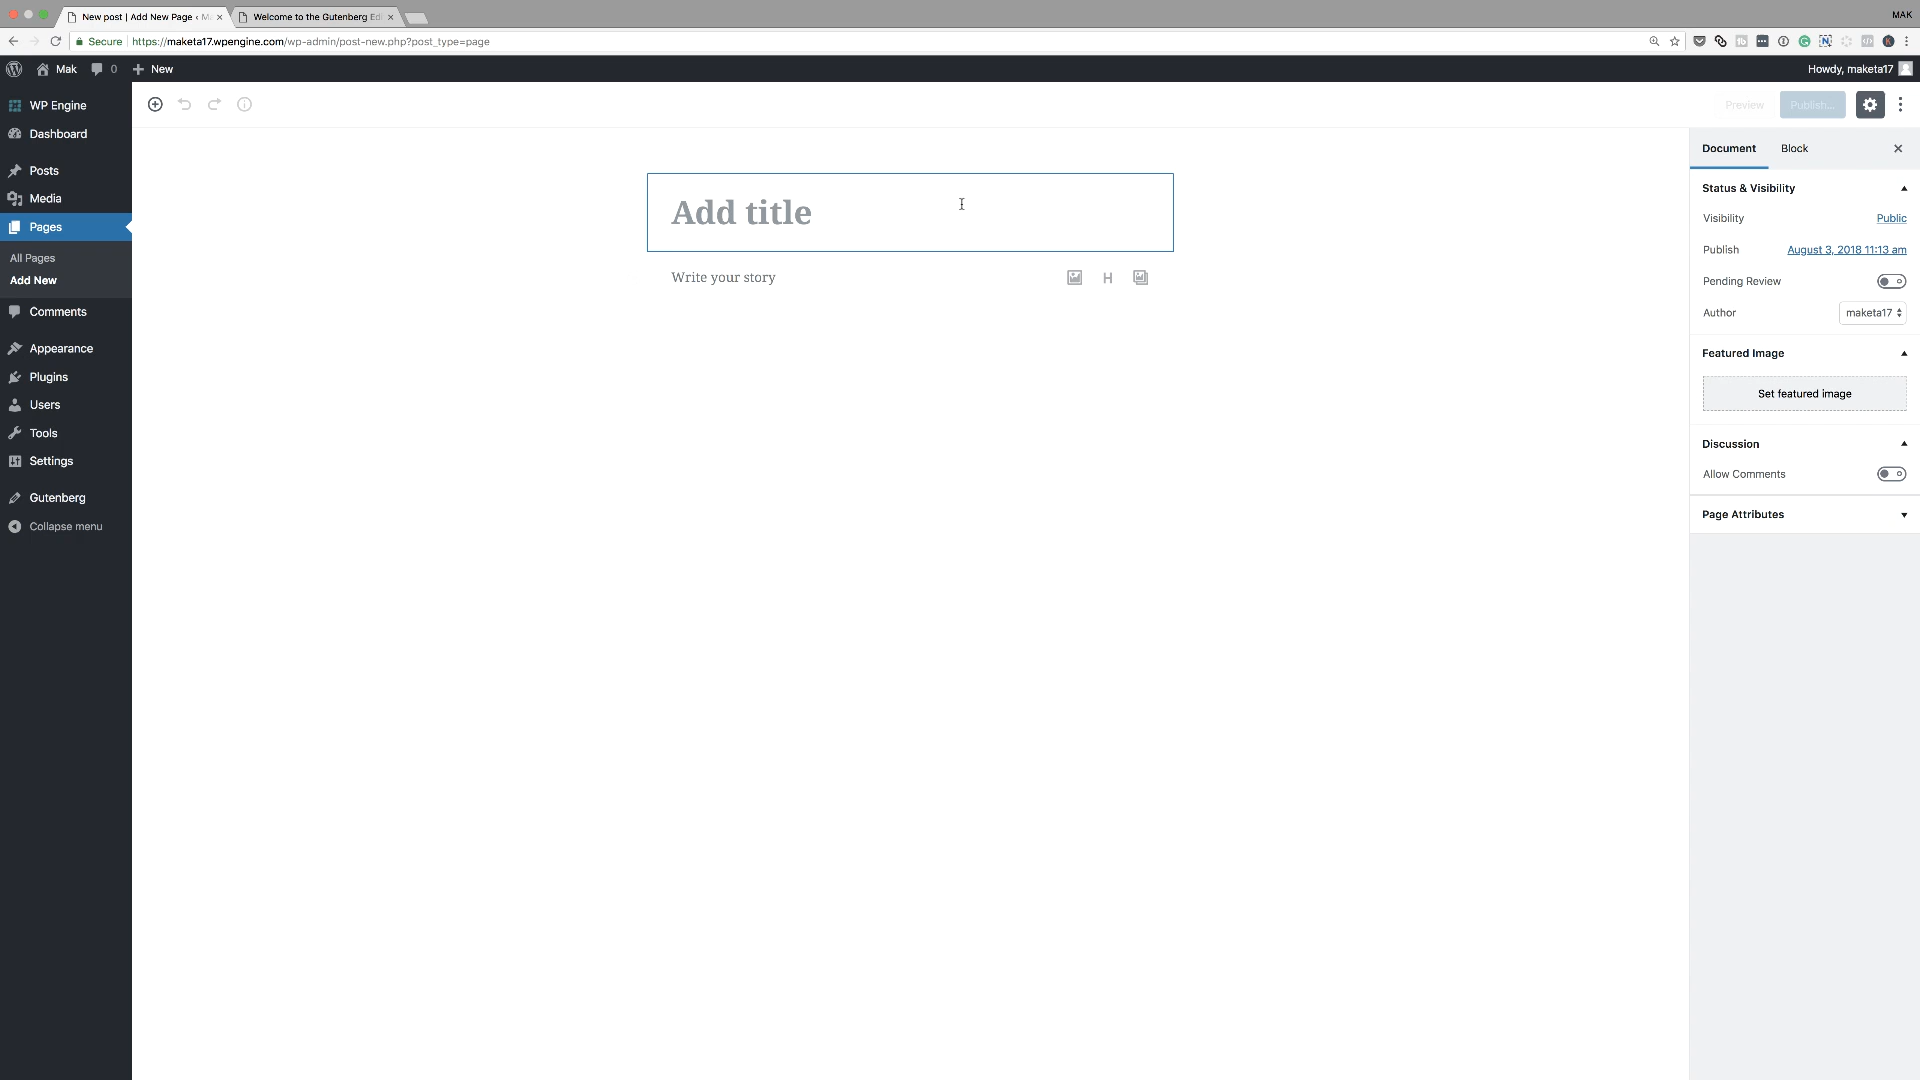 New post | Add New Page ‹ M
Welcome to the Gutenberg Edi
MAK
Secure
https://maketa17.wpengine.com/wp-admin/post-new.php?post_type=page
Mak
0
New
Howdy, maketa17
WP Engine
Dashboard
Posts
Media
Pages
All Pages
Add New
Comments
Appearance
Plugins
Users
Tools
Settings
Gutenberg
Collapse menu
Preview
Publish...
Add title
Write your story
H
Document
Block
Status & Visibility
Visibility
Public
Publish
August 3, 2018 11:13 am
Pending Review
Author
maketa17
Featured Image
Set featured image
Discussion
Allow Comments
Page Attributes